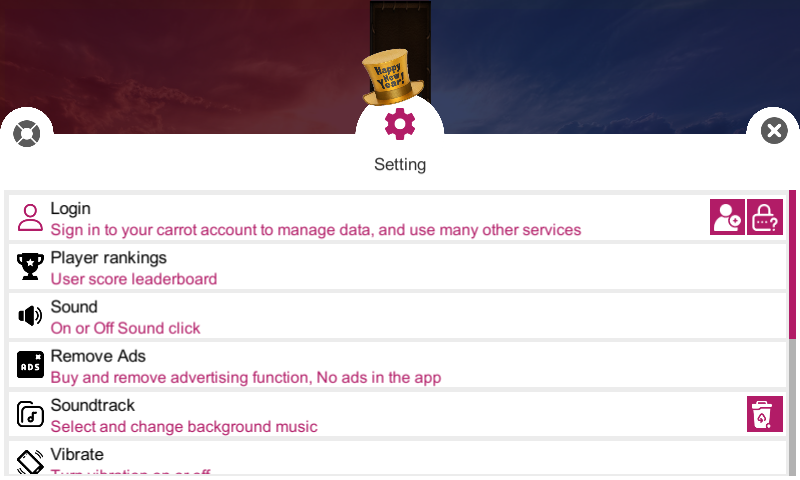 Happy
New
Year!
Setting
Login
Sign in to your carrot account to manage data, and use many other services
Player rankings
User score leaderboard
Sound
On or Off Sound click
ADS
Remove Ads
Buy and remove advertising function, No ads in the app
Soundtrack
Select and change background music
Vibrate
Turn vibration on or off